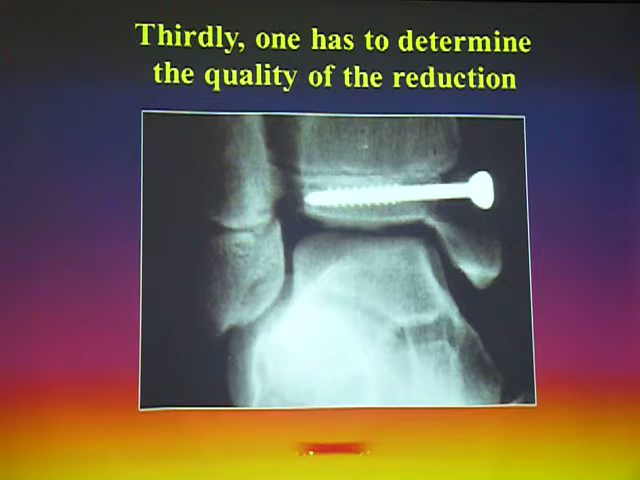 Thirdly, one has to determine
the quality of the reduction